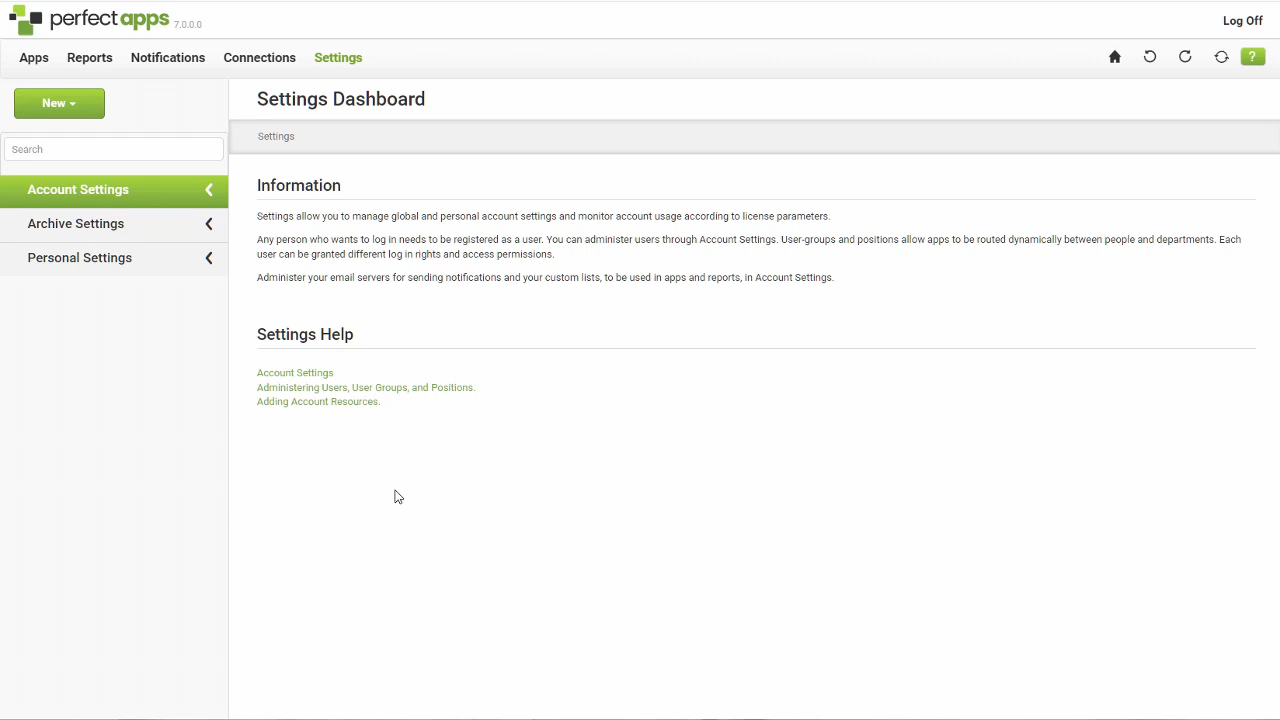 perfectapps 7.0.0.0
Log Off
Apps Reports Notifications Connections Settings
?
New
Settings Dashboard
Search
Settings
Account Settings
Archive Settings
Personal Settings
Information
Settings allow you to manage global and personal account settings and monitor account usage according to license parameters.
Any person who wants to log in needs to be registered as a user. You can administer users through Account Settings. User-groups and positions allow apps to be routed dynamically between people and departments. Each
user can be granted different log in rights and access permissions.
Administer your email servers for sending notifications and your custom lists, to be used in apps and reports, in Account Settings.
Settings Help
Account Settings
Administering Users, User Groups, and Positions.
Adding Account Resources.